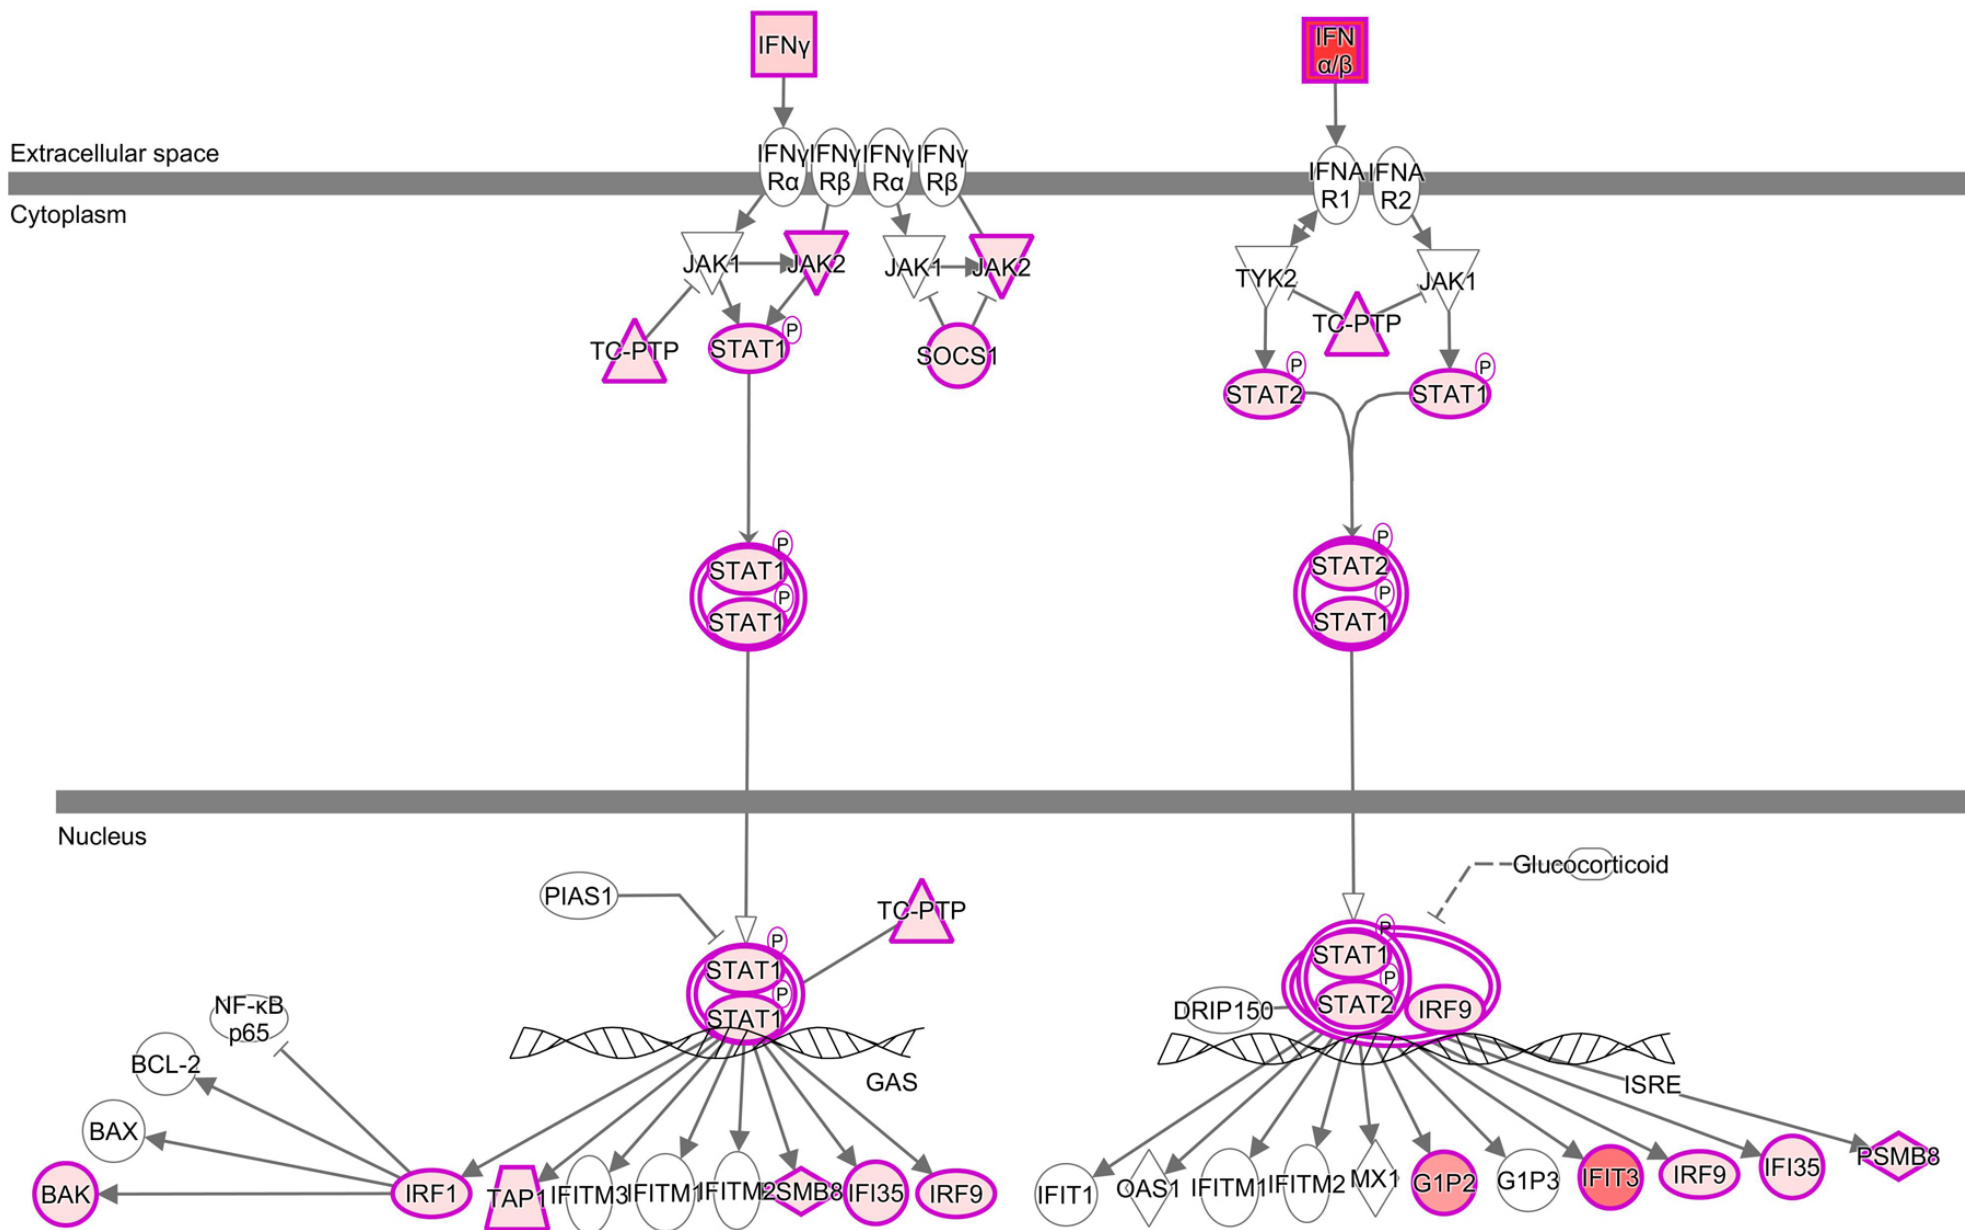 IFNγ
IFN
α/β
Extracellular space
IFNγ
Rα
IFNγ
Rβ
IFNγ
Rα
IFNγ
Rβ
IFNA
R1
IFNA
R2
Cytoplasm
JAK1
JAK2
JAK1
JAK2
TYK2
JAK1
TC-PTP
STAT1
P
SOCS1
TC-PTP
STAT2
P
STAT1
P
STAT1
P
STAT1
P
STAT2
P
STAT1
P
Nucleus
PIAS1
TC-PTP
Glucocorticoid
STAT1
P
STAT1
P
STAT1
P
STAT2
P
IRF9
DRIP150
NF-κB
p65
BCL-2
BAX
BAK
GAS
ISRE
IRF1
TAP1
IFITM3
IFITM1
IFITM2
SMB8
IFI35
IRF9
IFIT1
OAS1
IFITM1
IFITM2
MX1
G1P2
G1P3
IFIT3
IRF9
IFI35
PSMB8